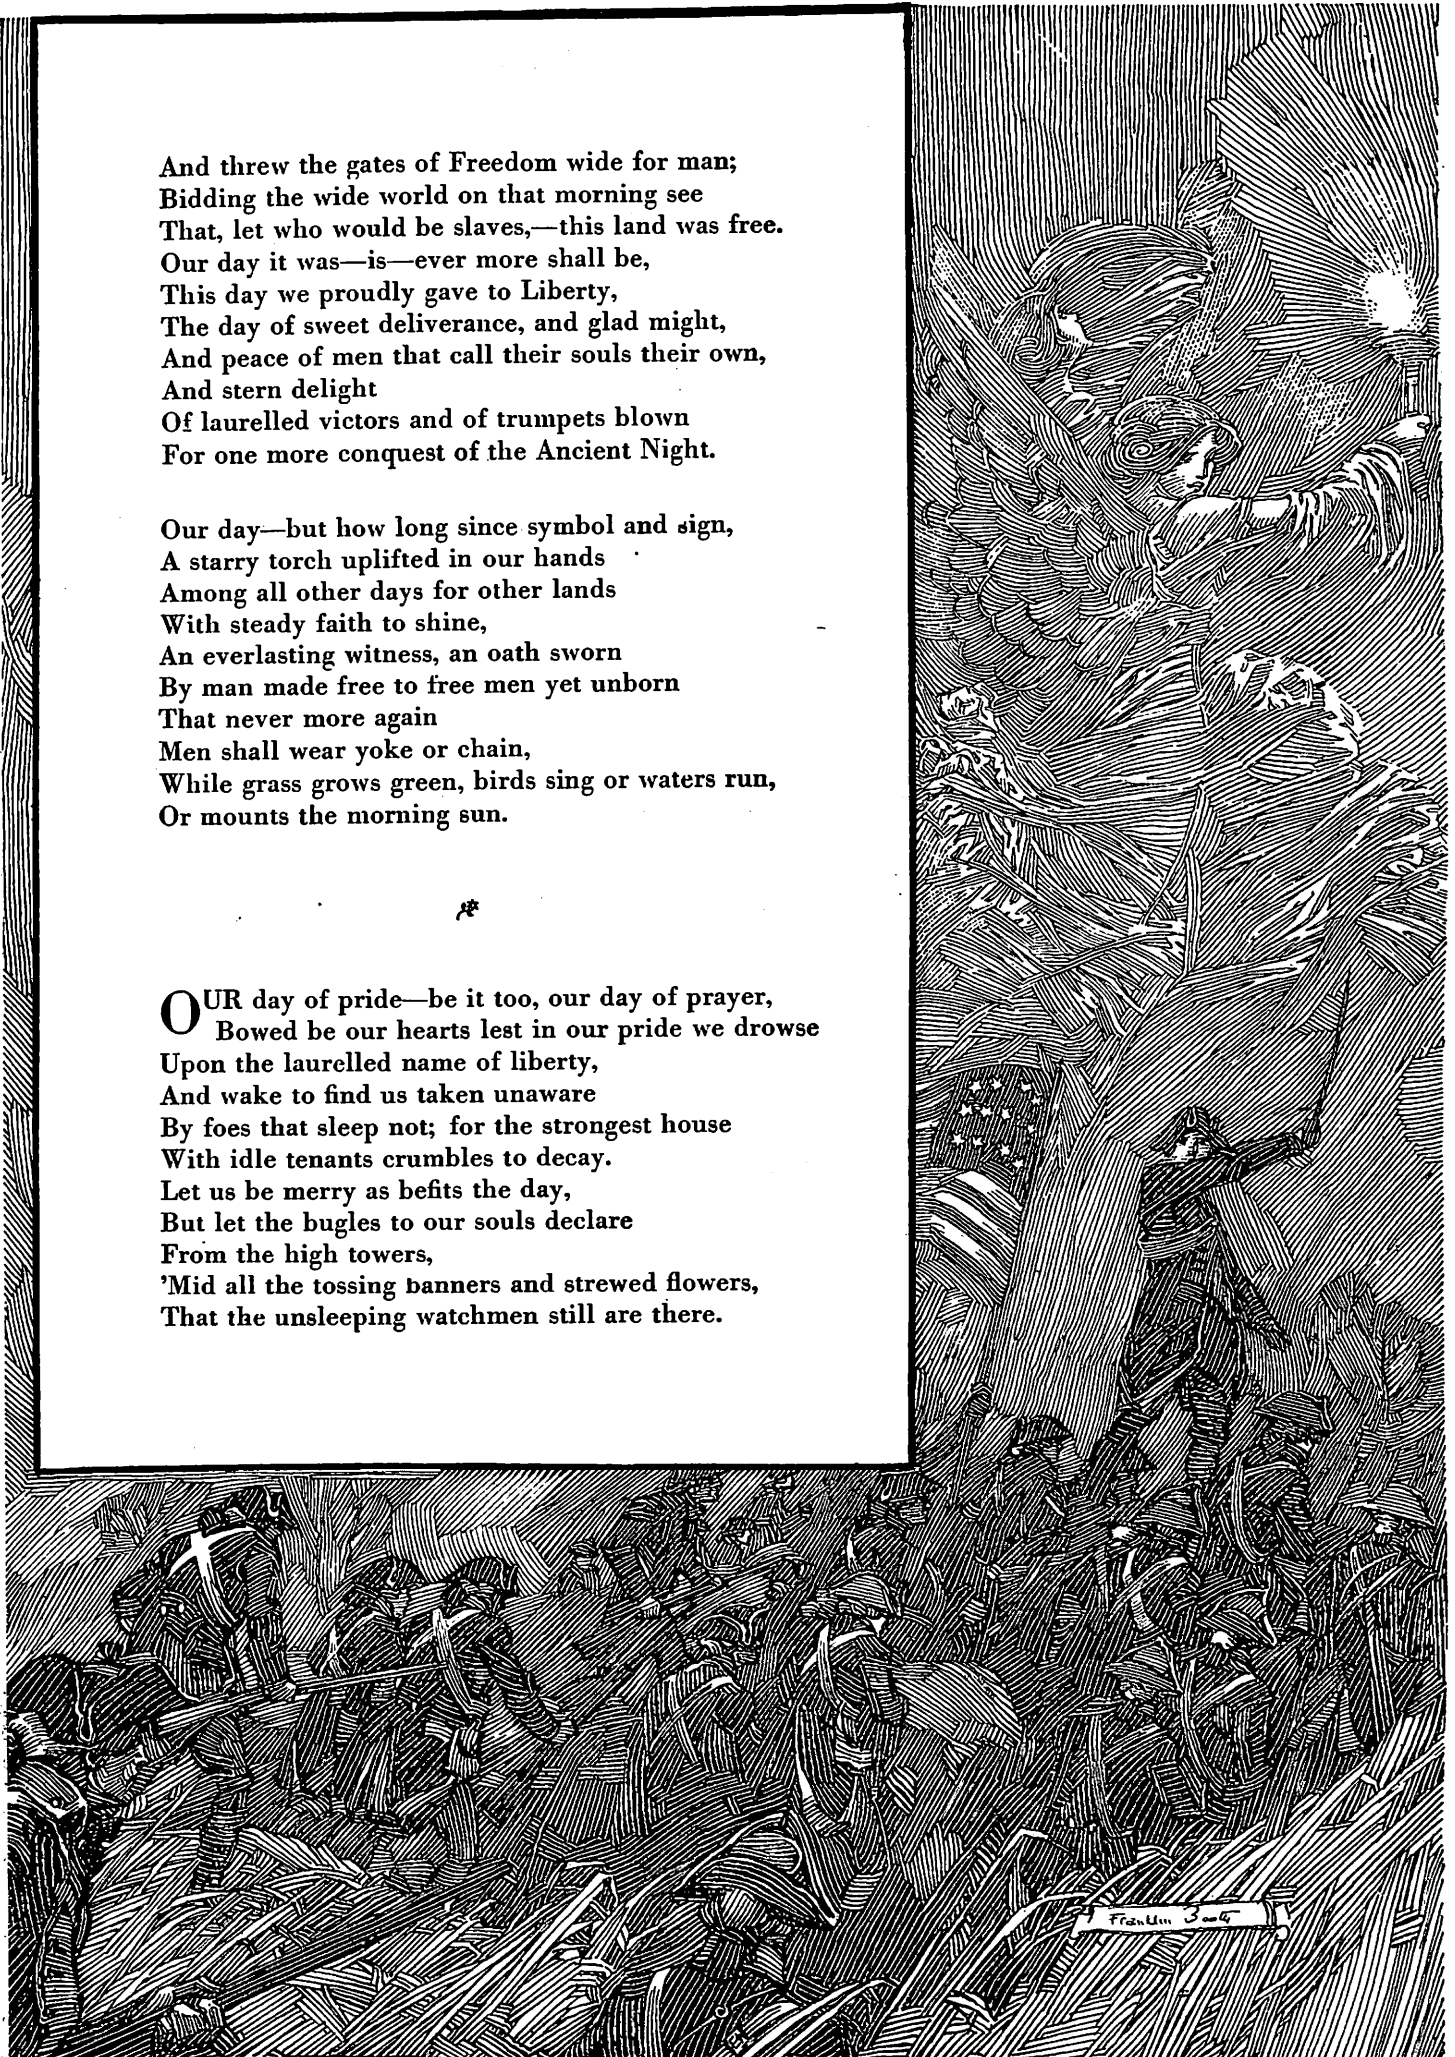 And threw the gates of Freedom wide for man;
Bidding the wide world on that morning see
That, let who would be slaves,—this land was free.
Our day it was—is—ever more shall be,
This day we proudly gave to Liberty,
The day of sweet deliverance, and glad might,
And peace of men that call their souls their own,
And stern delight
Of laurelled victors and of trumpets blown
For one more conquest of the Ancient Night.

Our day—but how long since symbol and sign,
A starry torch uplifted in our hands
Among all other days for other lands
With steady faith to shine,
An everlasting witness, an oath sworn
By man made free to free men yet unborn
That never more again
Men shall wear yoke or chain,
While grass grows green, birds sing or waters run,
Or mounts the morning sun.

OUR day of pride—be it too, our day of prayer,
Bowed be our hearts lest in our pride we drowse
Upon the laurelled name of liberty,
And wake to find us taken unaware
By foes that sleep not; for the strongest house
With idle tenants crumbles to decay.
Let us be merry as befits the day,
But let the bugles to our souls declare
From the high towers,
'Mid all the tossing banners and strewed flowers,
That the unsleeping watchmen still are there.
Franklin Booth